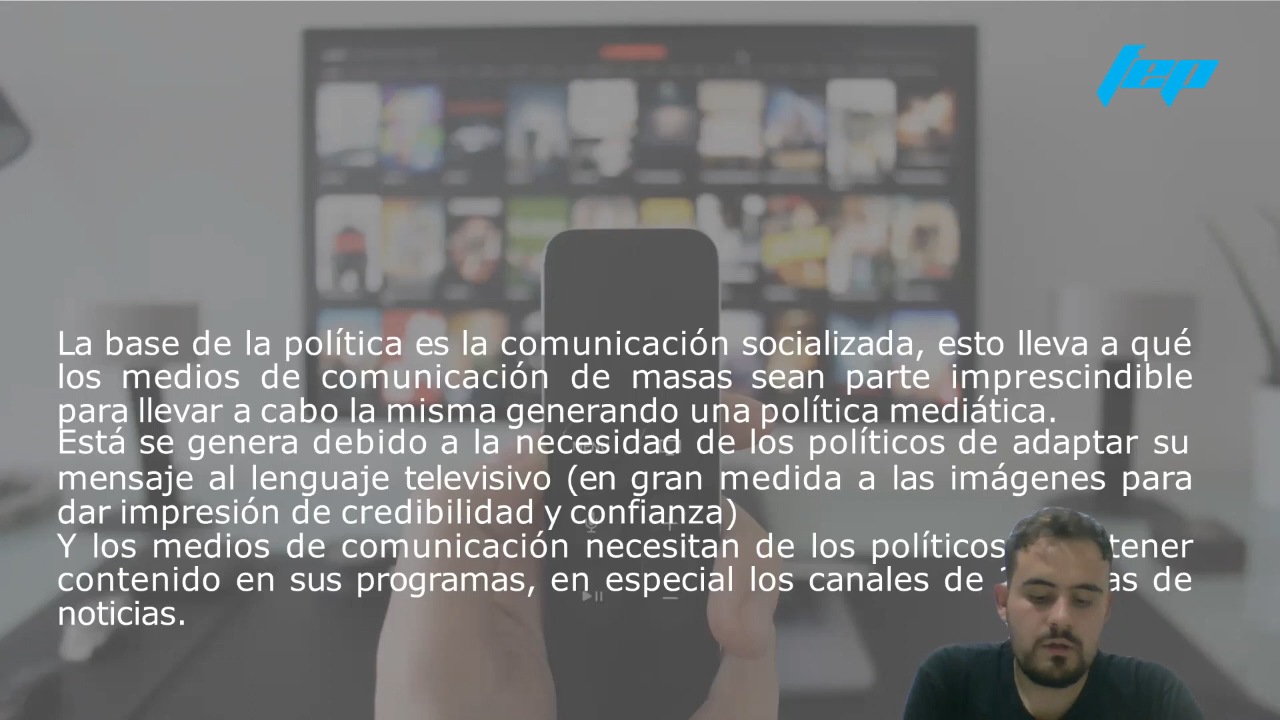 fep
La base de la política es la comunicación socializada, esto lleva a qué
los medios de comunicación de masas sean parte imprescindible
para llevar a cabo la misma generando una política mediática.
Está se genera debido a la necesidad de los políticos de adaptar su
mensaje al lenguaje televisivo (en gran medida a las imágenes para
dar impresión de credibilidad y confianza)
Y los medios de comunicación necesitan de los políticos tener
contenido en sus programas, en especial los canales de de
noticias.